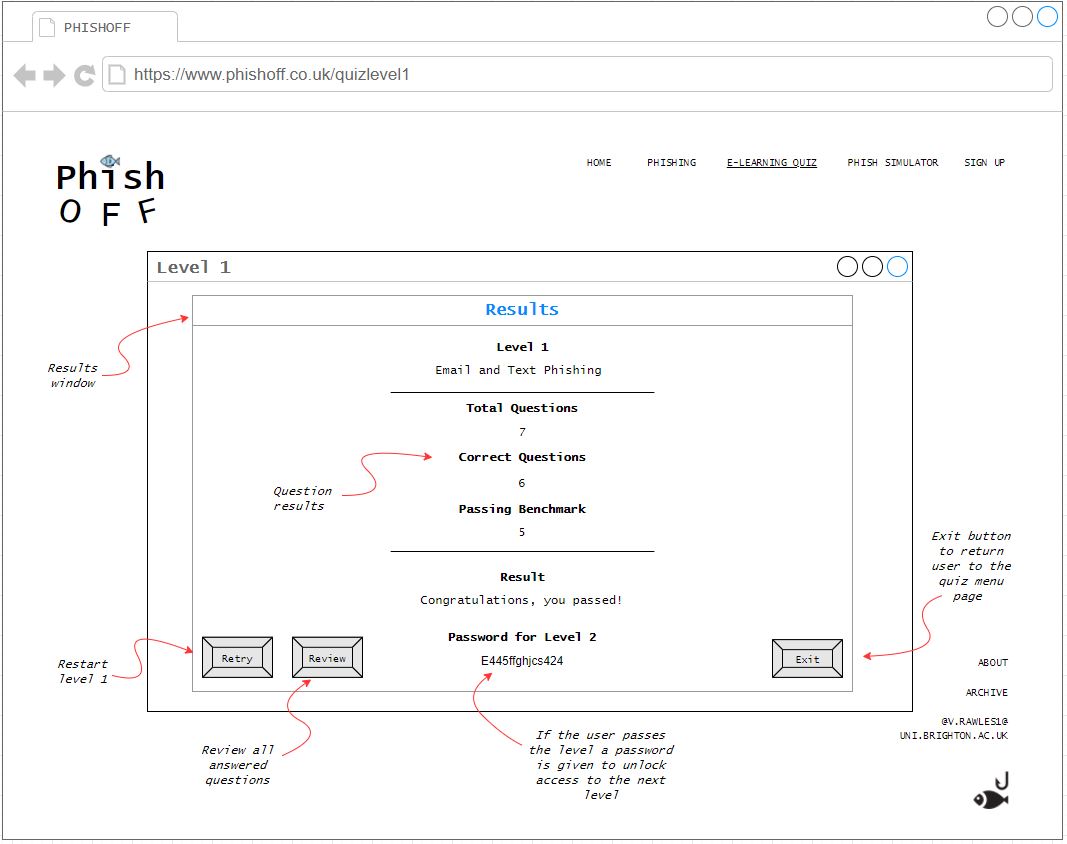 PHISHOFF
https://www.phishoff.co.uk/quizlevel1
Phish
OFF
HOME PHISHING E-LEARNING QUIZ PHISH SIMULATOR SIGN UP
Level 1
Results
Level 1
Email and Text Phishing
Total Questions
7
Correct Questions
6
Passing Benchmark
5
Result
Congratulations, you passed!
Password for Level 2
E445ffghjcs424
Retry
Review
Exit
Results
window
Question
results
Restart
level 1
Review all
answered
questions
If the user passes
the level a password
is given to unlock
access to the next
level
Exit button
to return
user to the
quiz menu
page
ABOUT
ARCHIVE
@V.RAWLES1@
UNI.BRIGHTON.AC.UK